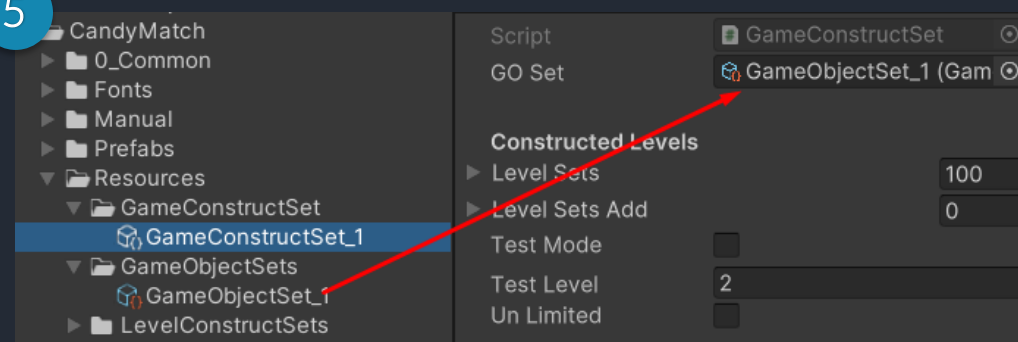 5
CandyMatch
0_Common
Fonts
Manual
Prefabs
Resources
GameConstructSet
GameConstructSet_1
GameObjectSets
GameObjectSet_1
LevelConstructSets
Script GameConstructSet
GO Set GameObjectSet_1 (Gam
Constructed Levels
Level Sets 100
Level Sets Add 0
Test Mode
Test Level 2
Un Limited